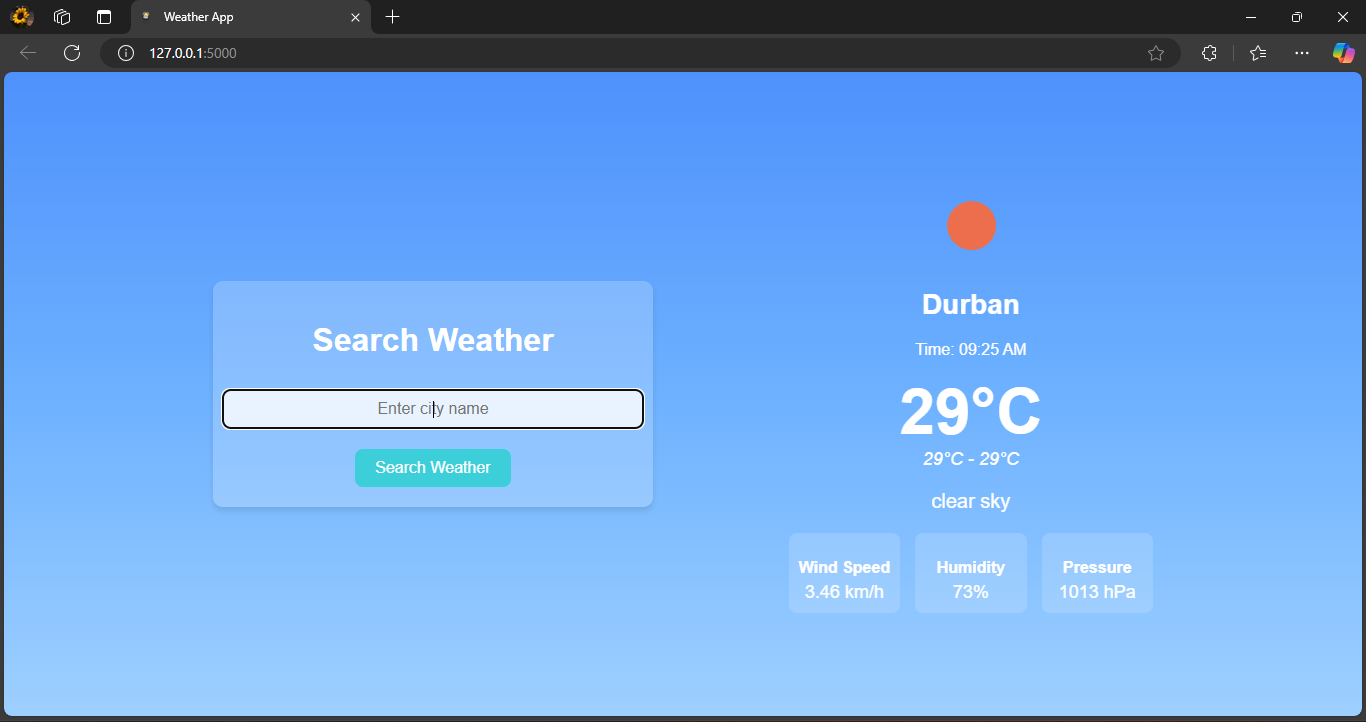 Weather App
127.0.0.1:5000
Search Weather
Enter city name
Search Weather
Durban
Time: 09:25 AM
29°C
29°C - 29°C
clear sky
Wind Speed
3.46 km/h
Humidity
73%
Pressure
1013 hPa